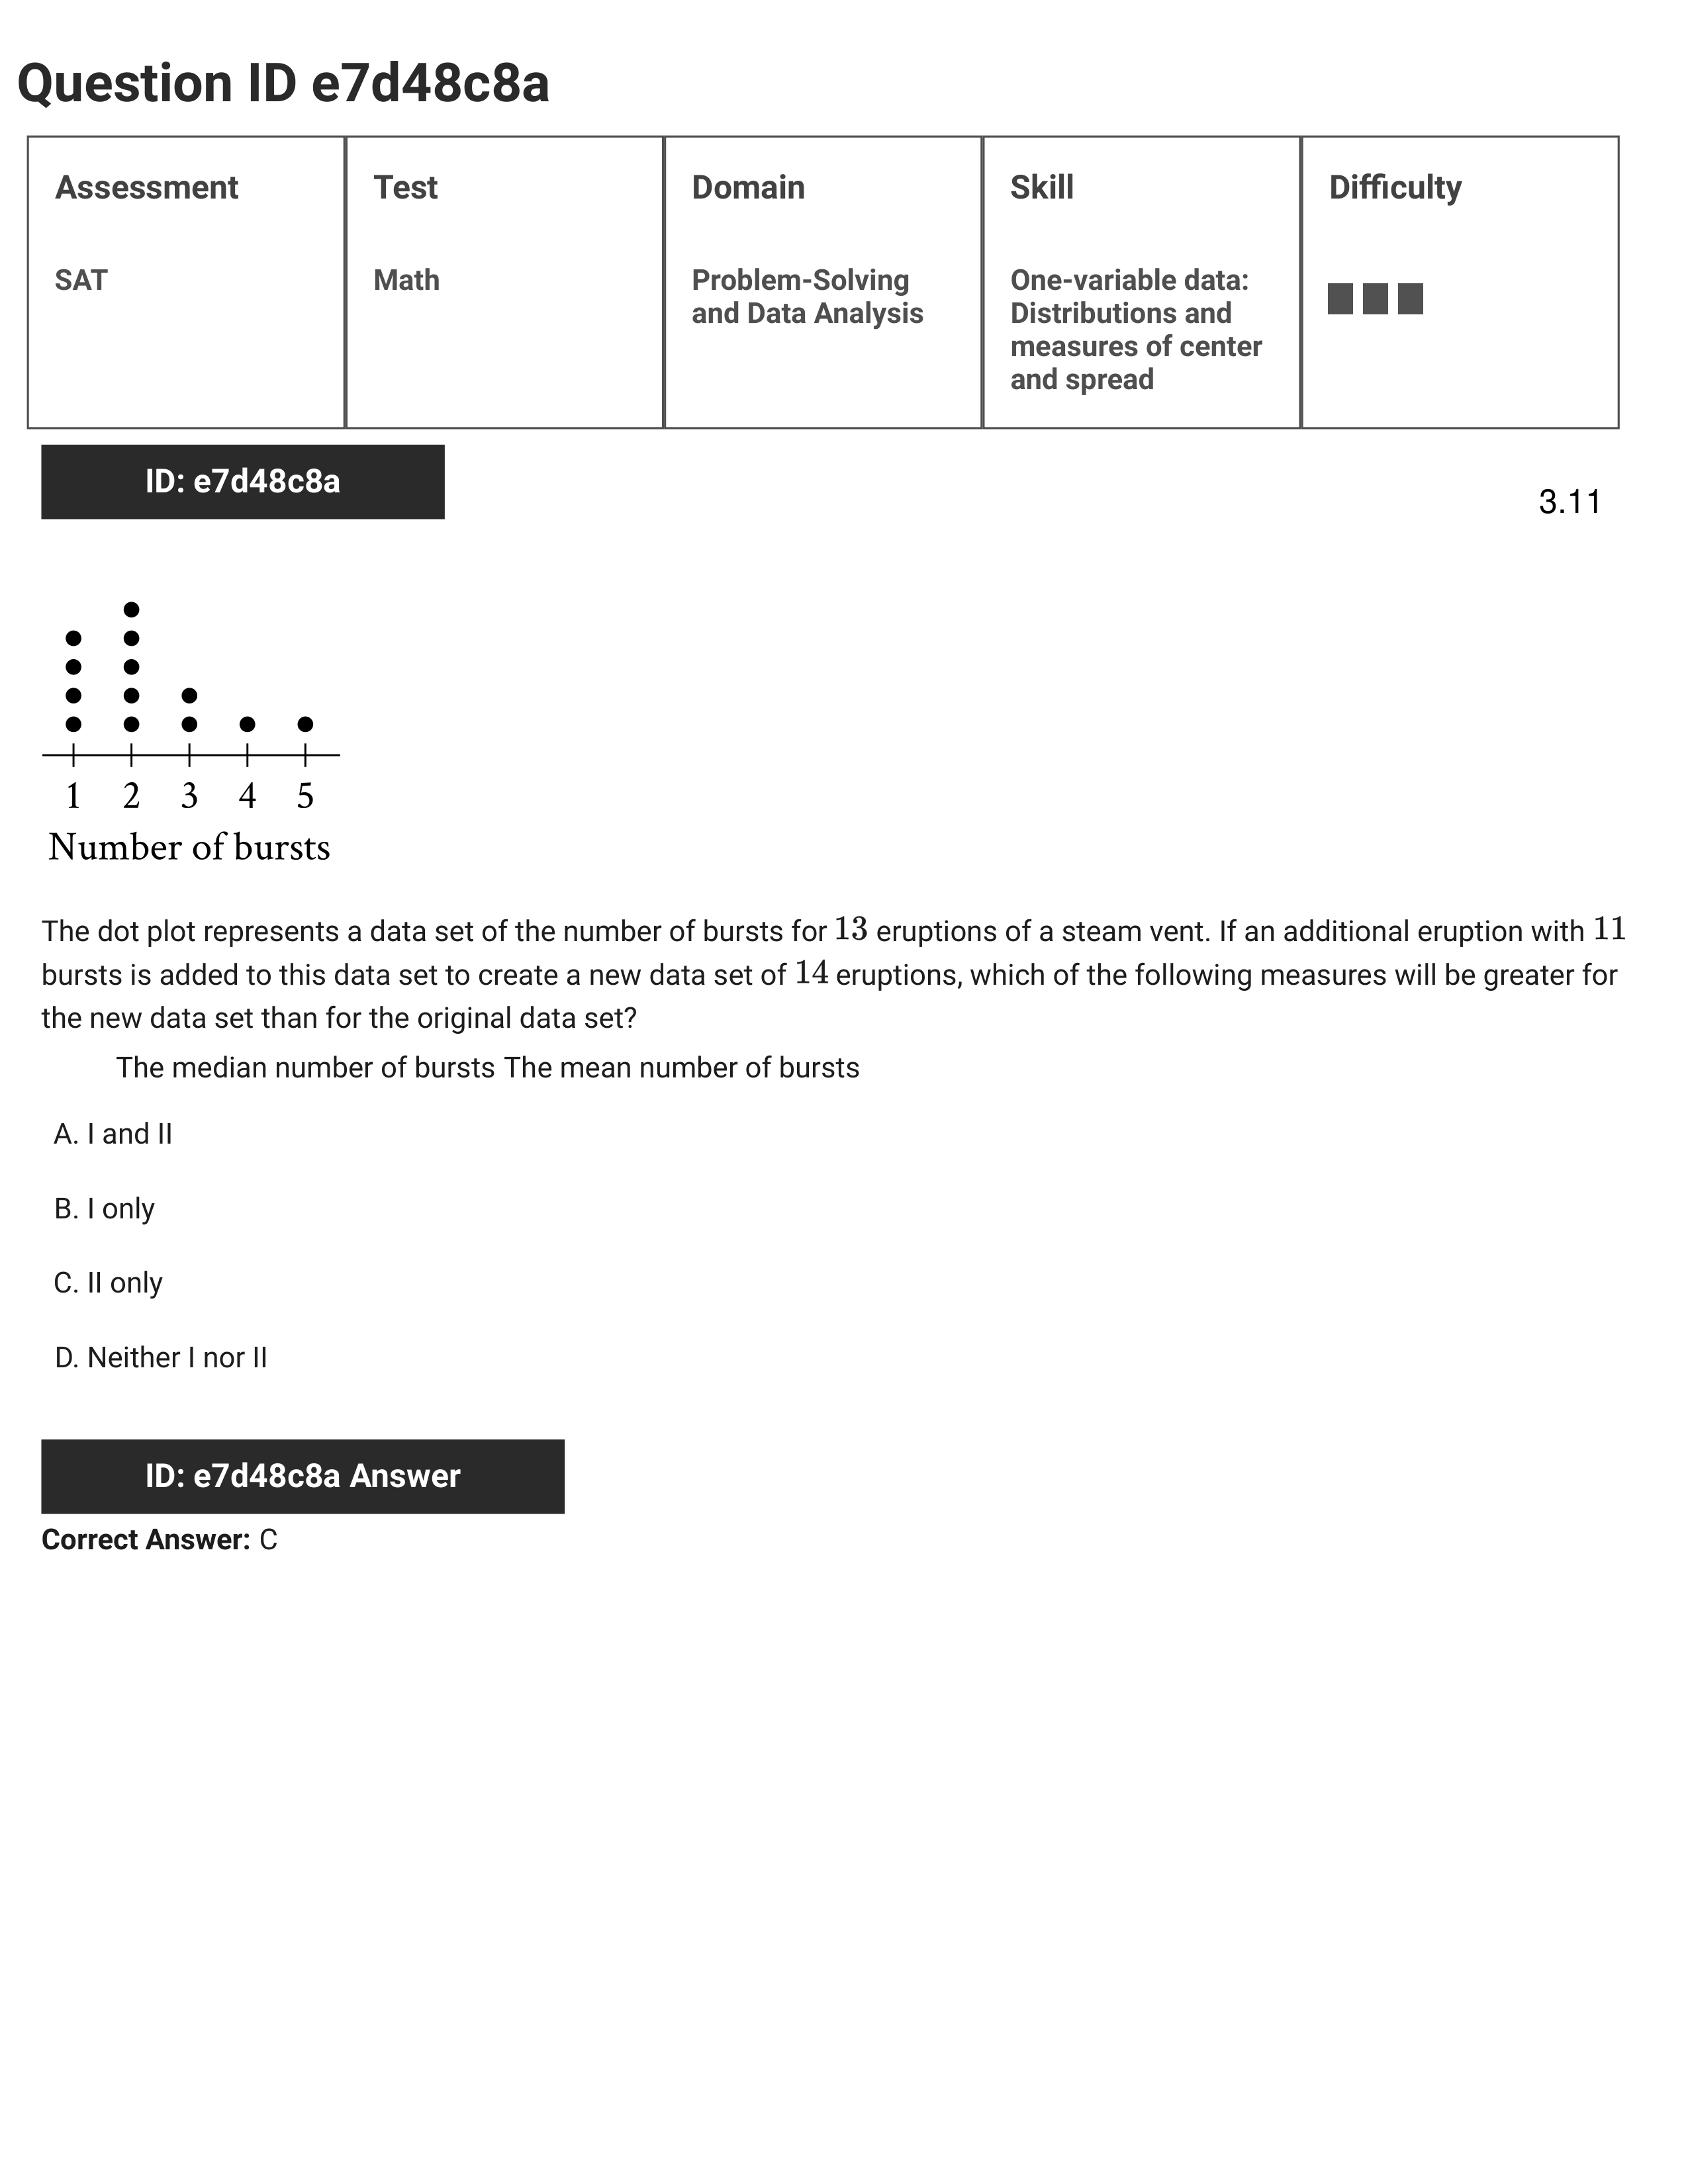 Question ID e7d48c8a
Assessment
Test
Domain
Skill
Difficulty
SAT
Math
Problem-Solving
and Data Analysis
One-variable data:
Distributions and
measures of center
and spread
ID: e7d48c8a
3.11
1 2 3 4 5
Number of bursts
The dot plot represents a data set of the number of bursts for 13 eruptions of a steam vent. If an additional eruption with 11
bursts is added to this data set to create a new data set of 14 eruptions, which of the following measures will be greater for
the new data set than for the original data set?
The median number of bursts The mean number of bursts
A. I and II
B. I only
C. II only
D. Neither I nor II
ID: e7d48c8a Answer
Correct Answer: C